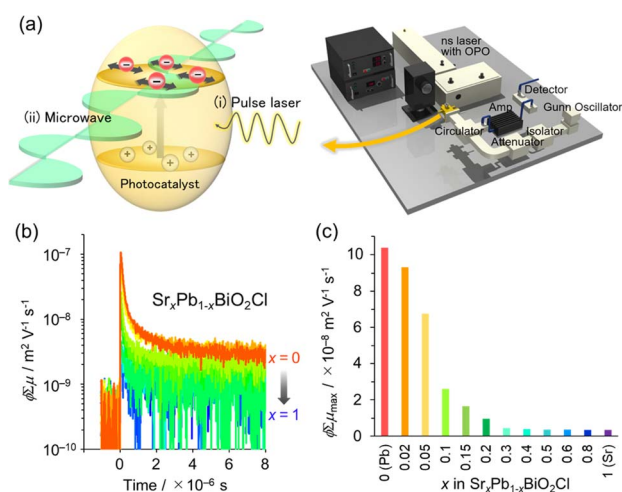 (a)
(ii) Microwave
(i) Pulse laser
Photocatalyst
ns laser
with OPO
Detector
Amp
Gunn Oscillator
Circulator
Isolator
Attenuator
(b)
10⁻⁷
10⁻⁸
10⁻⁹
10⁻¹⁰
ϕΣμ / m² V⁻¹ s⁻¹
SrₓPb₁₋ₓBiO₂Cl
x = 0
x = 1
0 2 4 6 8
Time / ×10⁻⁶ s
(c)
10
8
6
4
2
0
ϕΣμmax / ×10⁻⁸ m² V⁻¹ s⁻¹
0 (Pb) 0.02 0.05 0.1 0.15 0.2 0.3 0.4 0.5 0.6 0.8 1 (Sr)
x in SrₓPb₁₋ₓBiO₂Cl